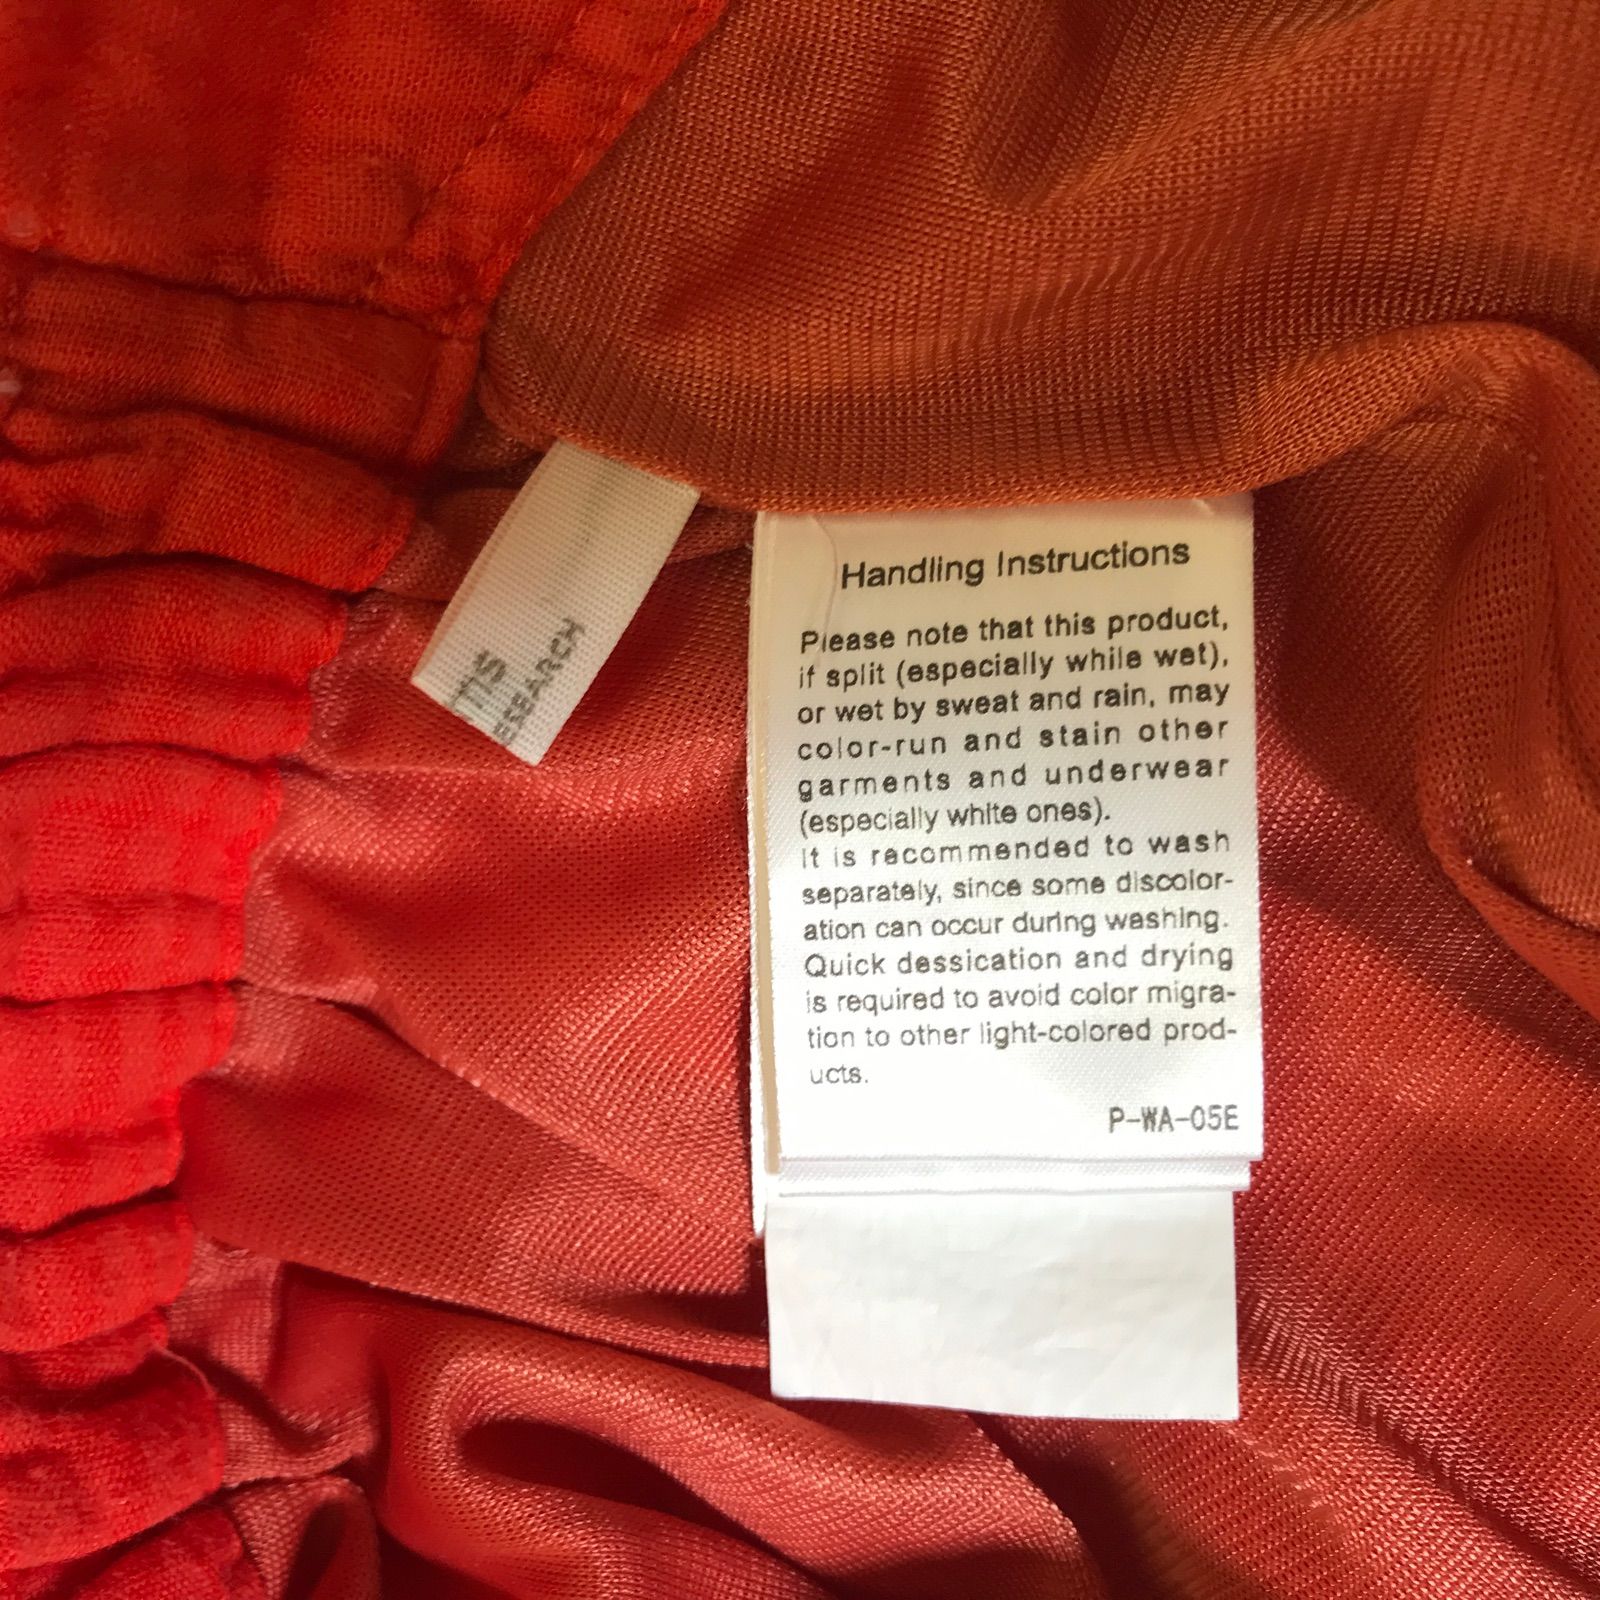 TIS
ESEARCH
Handling Instructions
Please note that this product,
if split (especially while wet),
or wet by sweat and rain, may
color-run and stain other
garments and underwear
(especially white ones).
It is recommended to wash
separately, since some discolor-
ation can occur during washing.
Quick dessication and drying
is required to avoid color migra-
tion to other light-colored prod-
ucts.
P-WA-05E